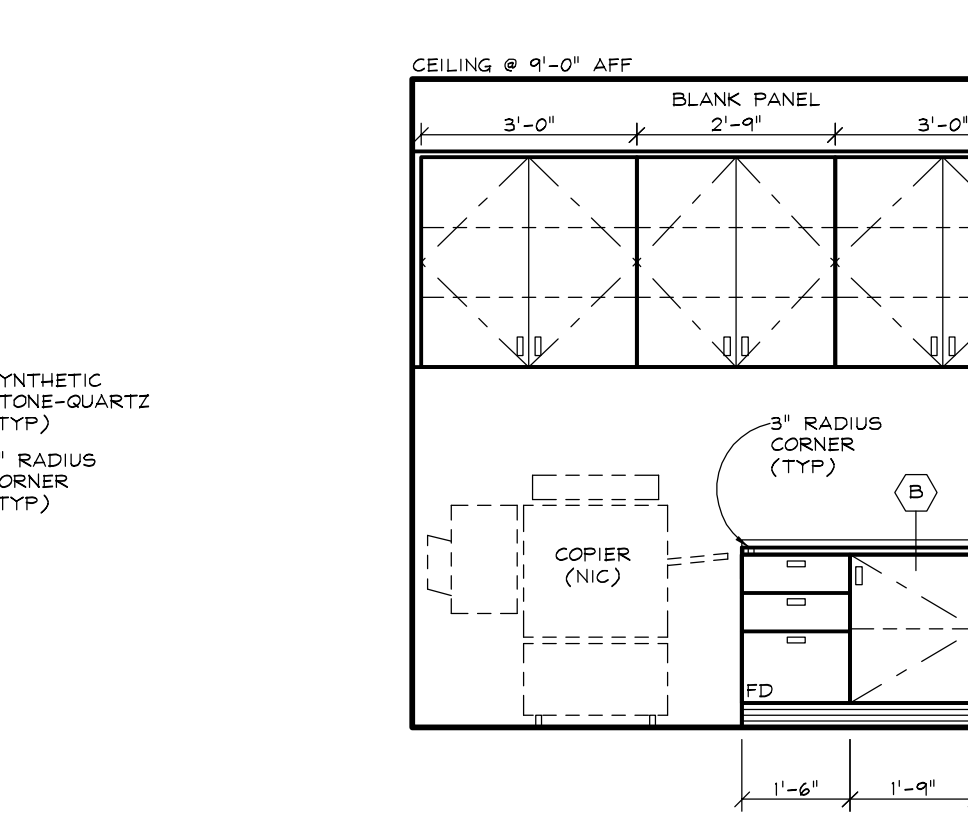 CEILING @ 9'-0" AFF
BLANK PANEL
3'-0" 2'-9" 3'-0"
YNTHETIC
TONE-QUARTZ
TYP)
" RADIUS
ORNER
TYP)
3" RADIUS
CORNER
(TYP)
B
COPIER
(NIC)
FD
1'-6" 1'-9"